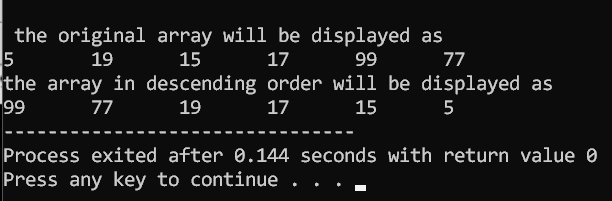 the original array will be displayed as
5 19 15 17 99 77
the array in descending order will be displayed as
99 77 19 17 15 5
--------------------------------
Process exited after 0.144 seconds with return value 0
Press any key to continue . . .